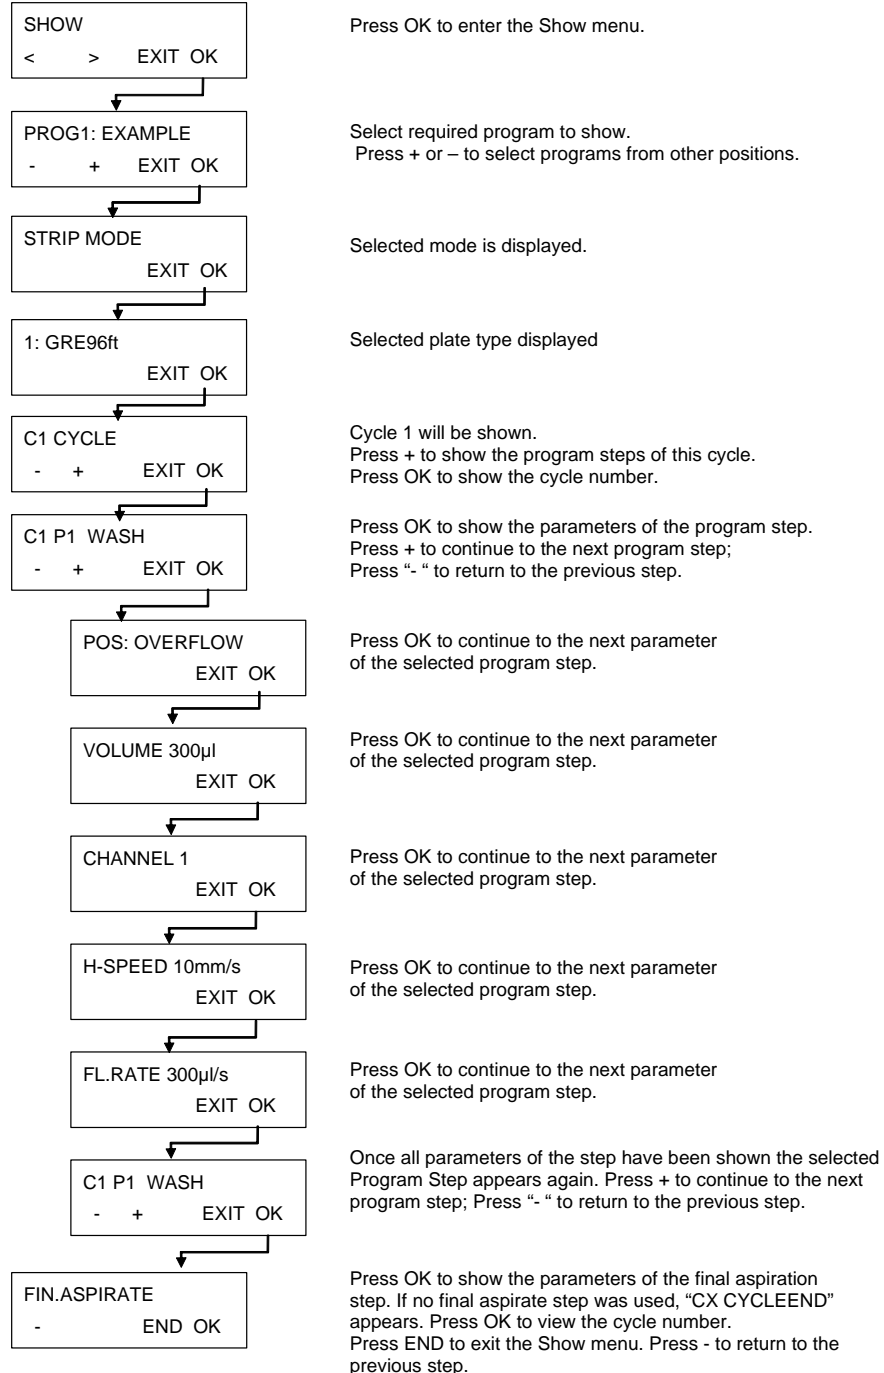 SHOW
< > EXIT OK
Press OK to enter the Show menu.
PROG1: EXAMPLE
- + EXIT OK
Select required program to show.
Press + or – to select programs from other positions.
STRIP MODE
EXIT OK
Selected mode is displayed.
1: GRE96ft
EXIT OK
Selected plate type displayed
C1 CYCLE
- + EXIT OK
Cycle 1 will be shown.
Press + to show the program steps of this cycle.
Press OK to show the cycle number.
C1 P1 WASH
- + EXIT OK
Press OK to show the parameters of the program step.
Press + to continue to the next program step;
Press “- “ to return to the previous step.
POS: OVERFLOW
EXIT OK
Press OK to continue to the next parameter
of the selected program step.
VOLUME 300µl
EXIT OK
Press OK to continue to the next parameter
of the selected program step.
CHANNEL 1
EXIT OK
Press OK to continue to the next parameter
of the selected program step.
H-SPEED 10mm/s
EXIT OK
Press OK to continue to the next parameter
of the selected program step.
FL.RATE 300µl/s
EXIT OK
Press OK to continue to the next parameter
of the selected program step.
C1 P1 WASH
- + EXIT OK
Once all parameters of the step have been shown the selected
Program Step appears again. Press + to continue to the next
program step; Press “- “ to return to the previous step.
FIN.ASPIRATE
- END OK
Press OK to show the parameters of the final aspiration
step. If no final aspirate step was used, “CX CYCLEEND”
appears. Press OK to view the cycle number.
Press END to exit the Show menu. Press - to return to the
previous step.